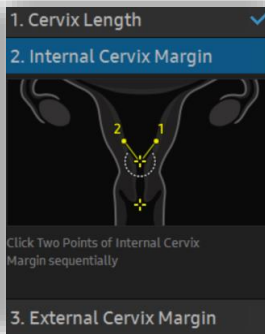 1. Cervix Length
2. Internal Cervix Margin
2 1
Click Two Points of Internal Cervix
Margin sequentially
3. External Cervix Margin